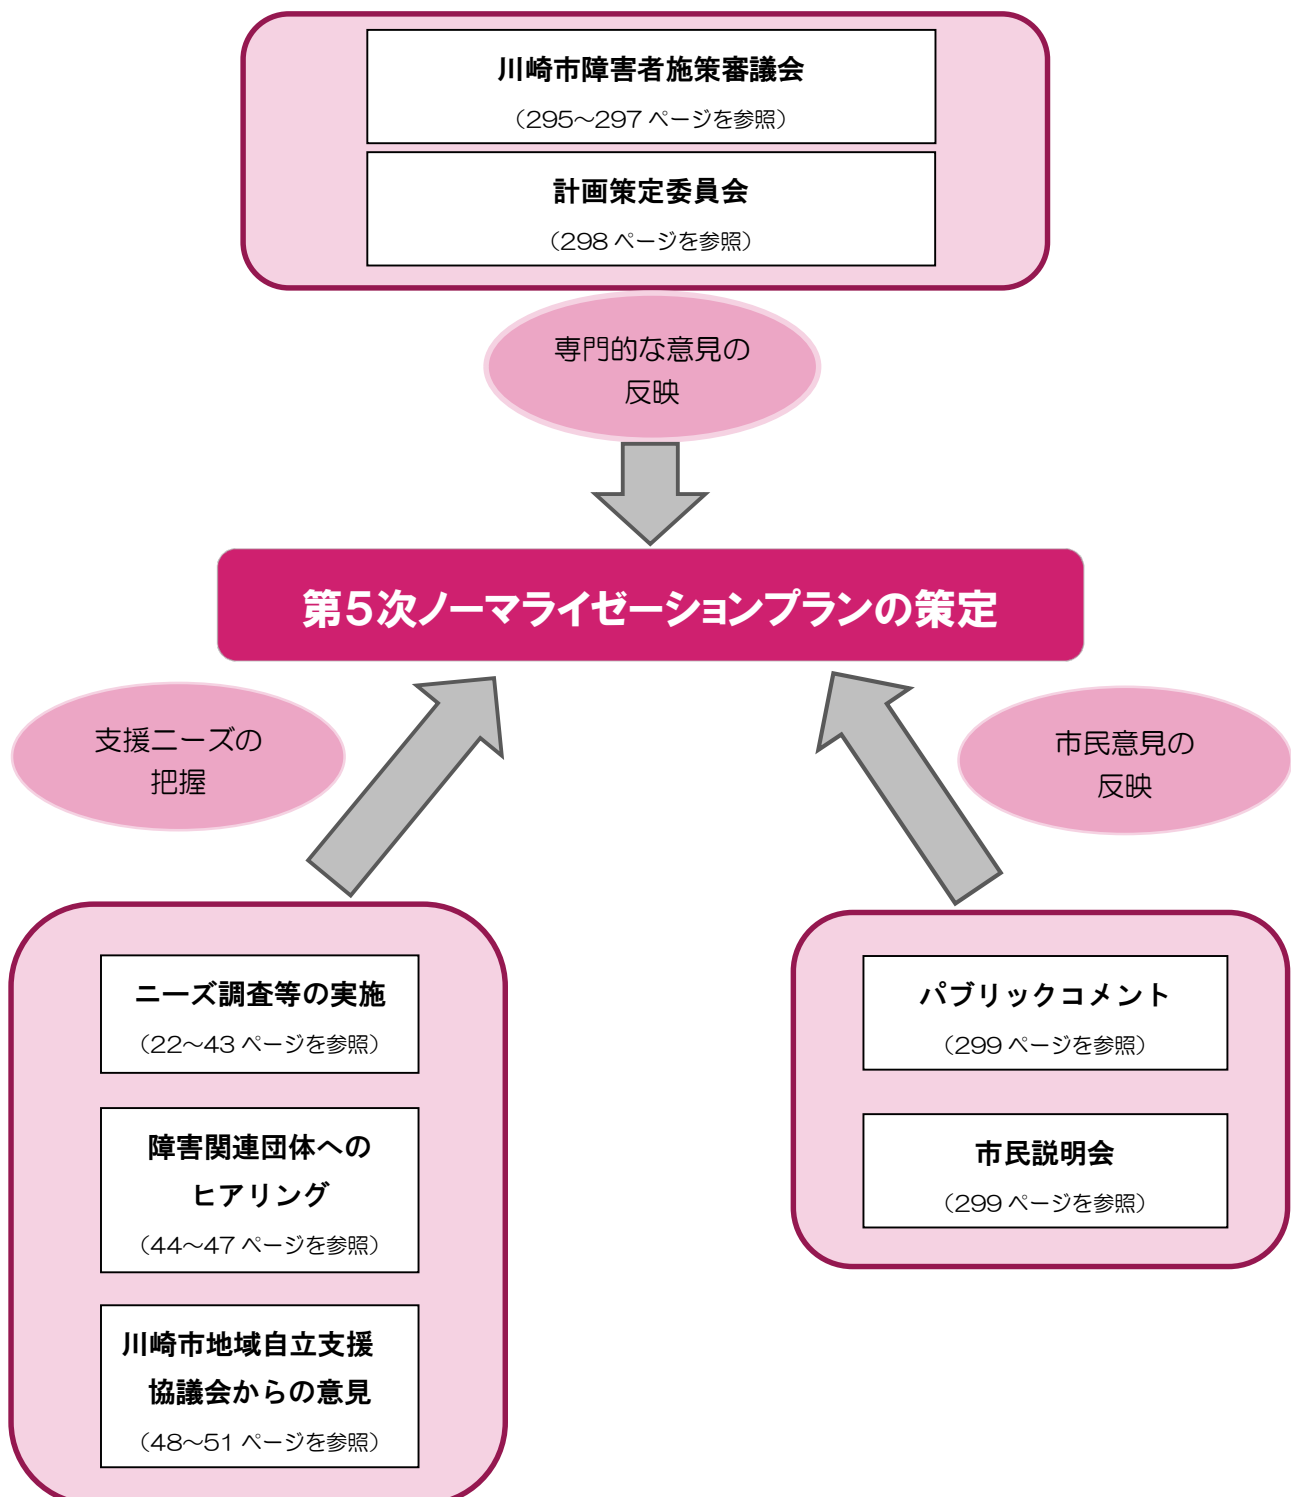 川崎市障害者施策審議会
（295～297 ページを参照）
計画策定委員会
（298 ページを参照）
専門的な意見の
反映
第５次ノーマライゼーションプランの策定
支援ニーズの
把握
市民意見の
反映
ニーズ調査等の実施
（22～43 ページを参照）
障害関連団体への
ヒアリング
（44～47 ページを参照）
川崎市地域自立支援
協議会からの意見
（48～51 ページを参照）
パブリックコメント
（299 ページを参照）
市民説明会
（299 ページを参照）